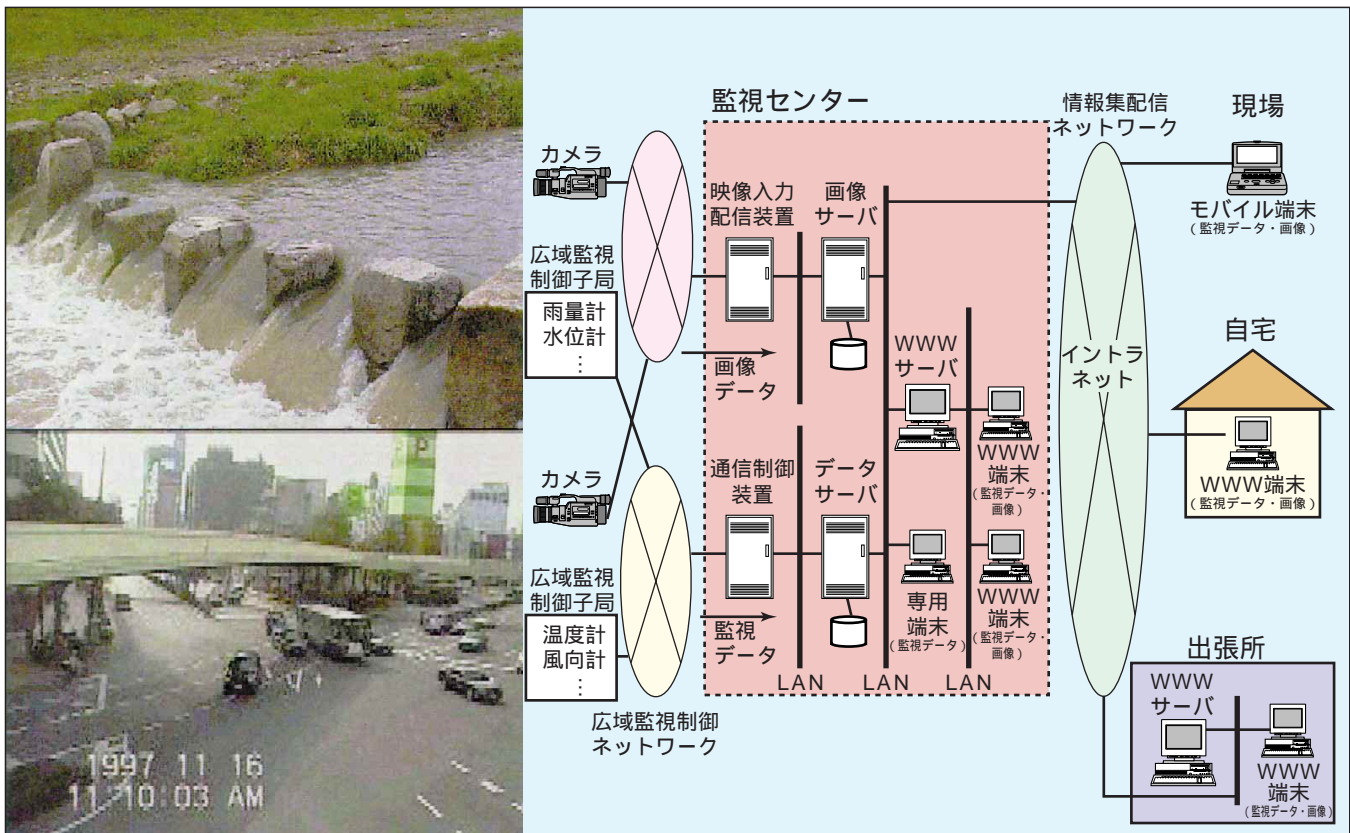 1997 11 16
11:10:03 AM
カメラ
広域監視
制御子局
雨量計
水位計
⋮
カメラ
広域監視
制御子局
温度計
風向計
⋮
広域監視制御
ネットワーク
監視センター
映像入力
配信装置
画像
サーバ
画像
データ
WWW
サーバ
WWW
端末
(監視データ・
画像)
通信制御
装置
データ
サーバ
監視
データ
専用
端末
(監視データ)
WWW
端末
(監視データ・
画像)
LAN
LAN
LAN
情報集配信
ネットワーク
イントラ
ネット
現場
モバイル端末
(監視データ・画像)
自宅
WWW端末
(監視データ・画像)
出張所
WWW
サーバ
WWW
端末
(監視データ・画像)